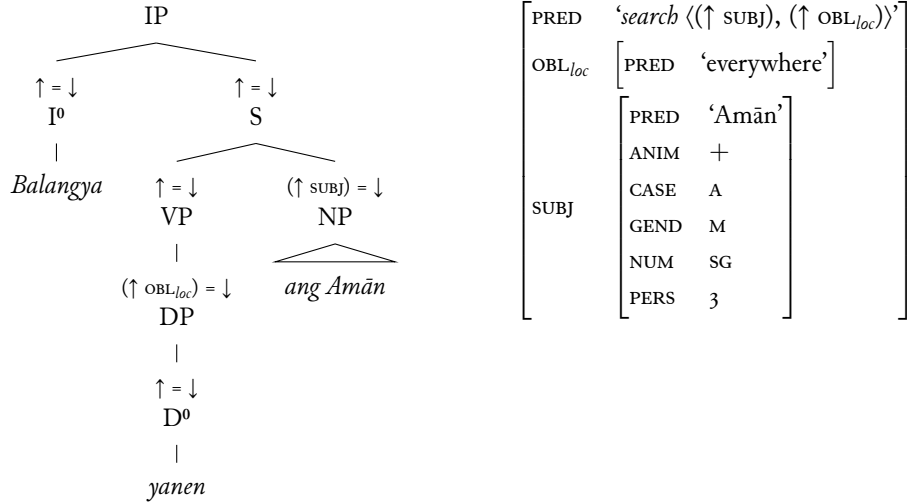 IP
↑ = ↓ ↑ = ↓
I⁰ S
Balangya ↑ = ↓ (↑ SUBJ) = ↓
VP NP
(↑ OBL_loc) = ↓ ang Amān
DP
↑ = ↓
D⁰
yanen
PRED ‘search ⟨(↑ SUBJ), (↑ OBL_loc)⟩’
OBL_loc [PRED ‘everywhere’]
PRED ‘Amān’
ANIM +
CASE A
SUBJ GEND M
NUM SG
PERS 3